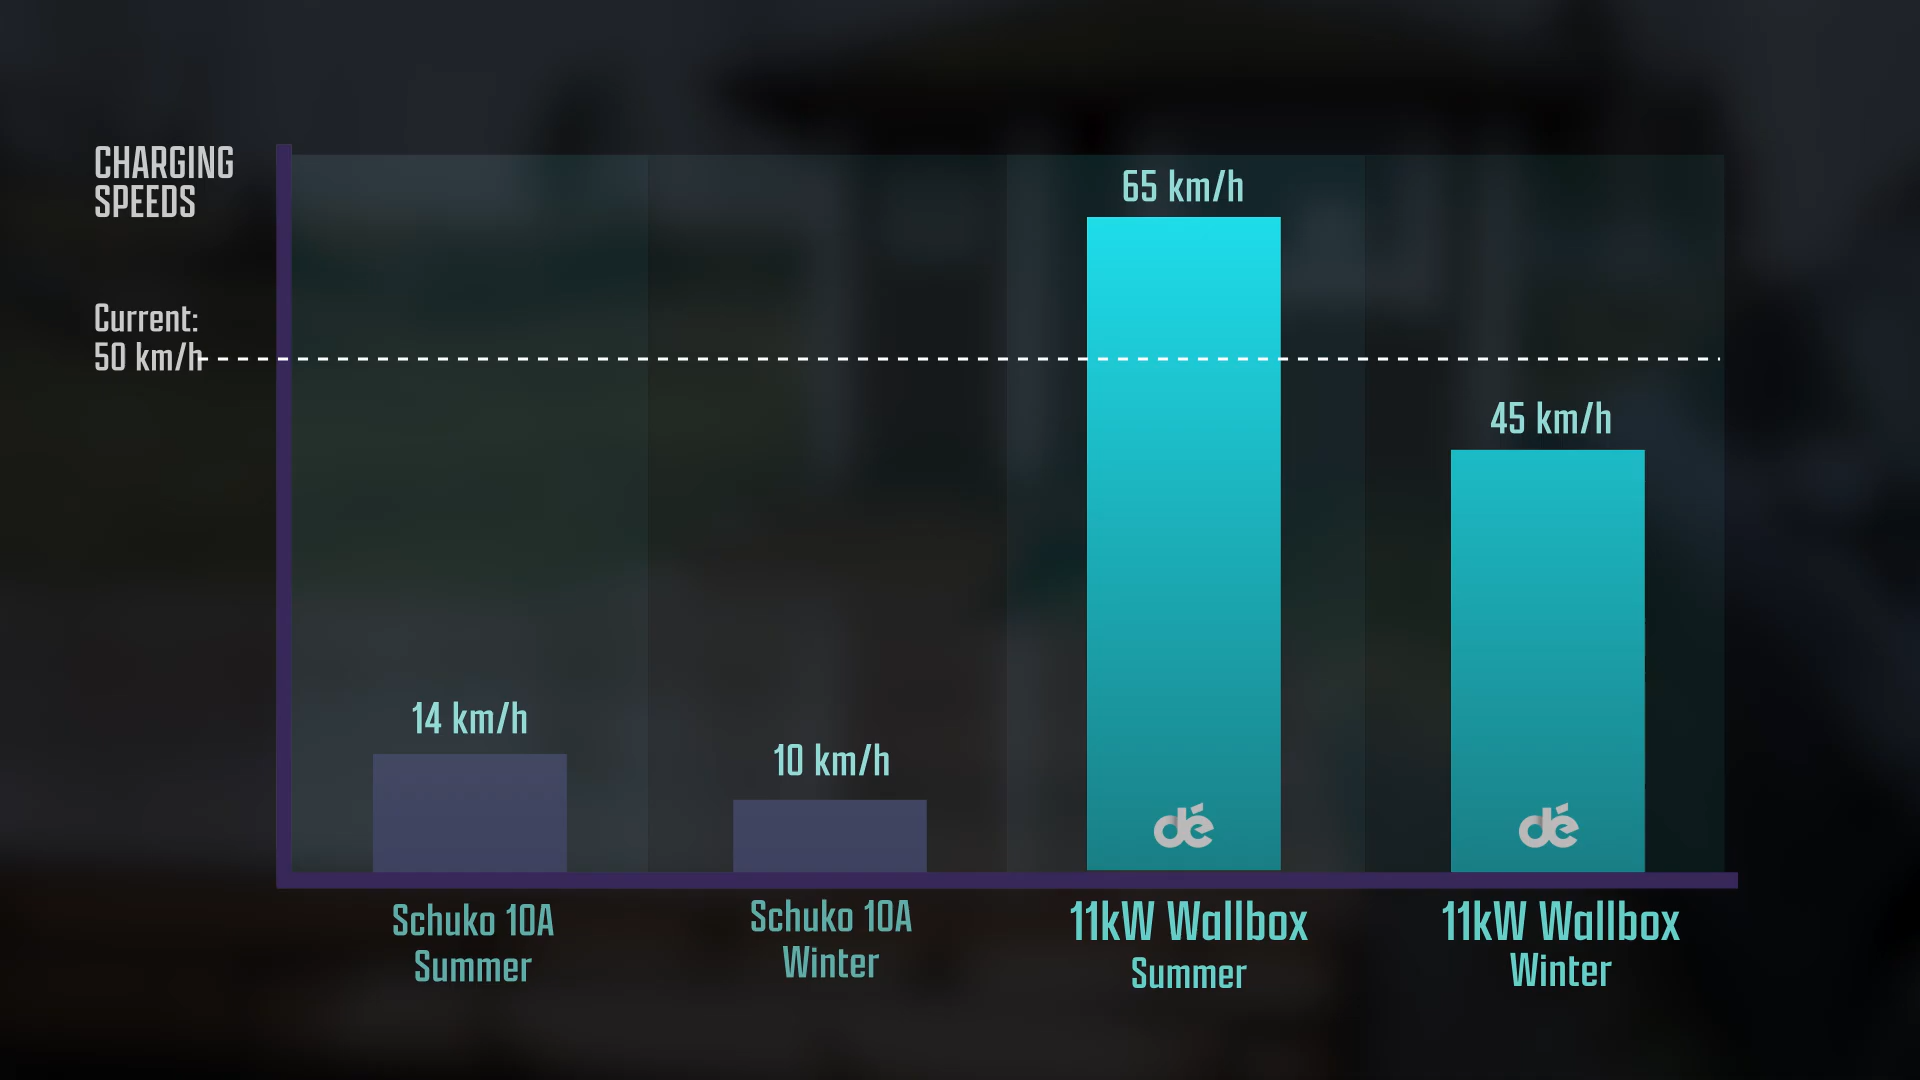 CHARGING
SPEEDS
65 km/h
Current:
50 km/h
45 km/h
14 km/h
10 km/h
dé
dé
Schuko 10A
Summer
Schuko 10A
Winter
11kW Wallbox
Summer
11kW Wallbox
Winter